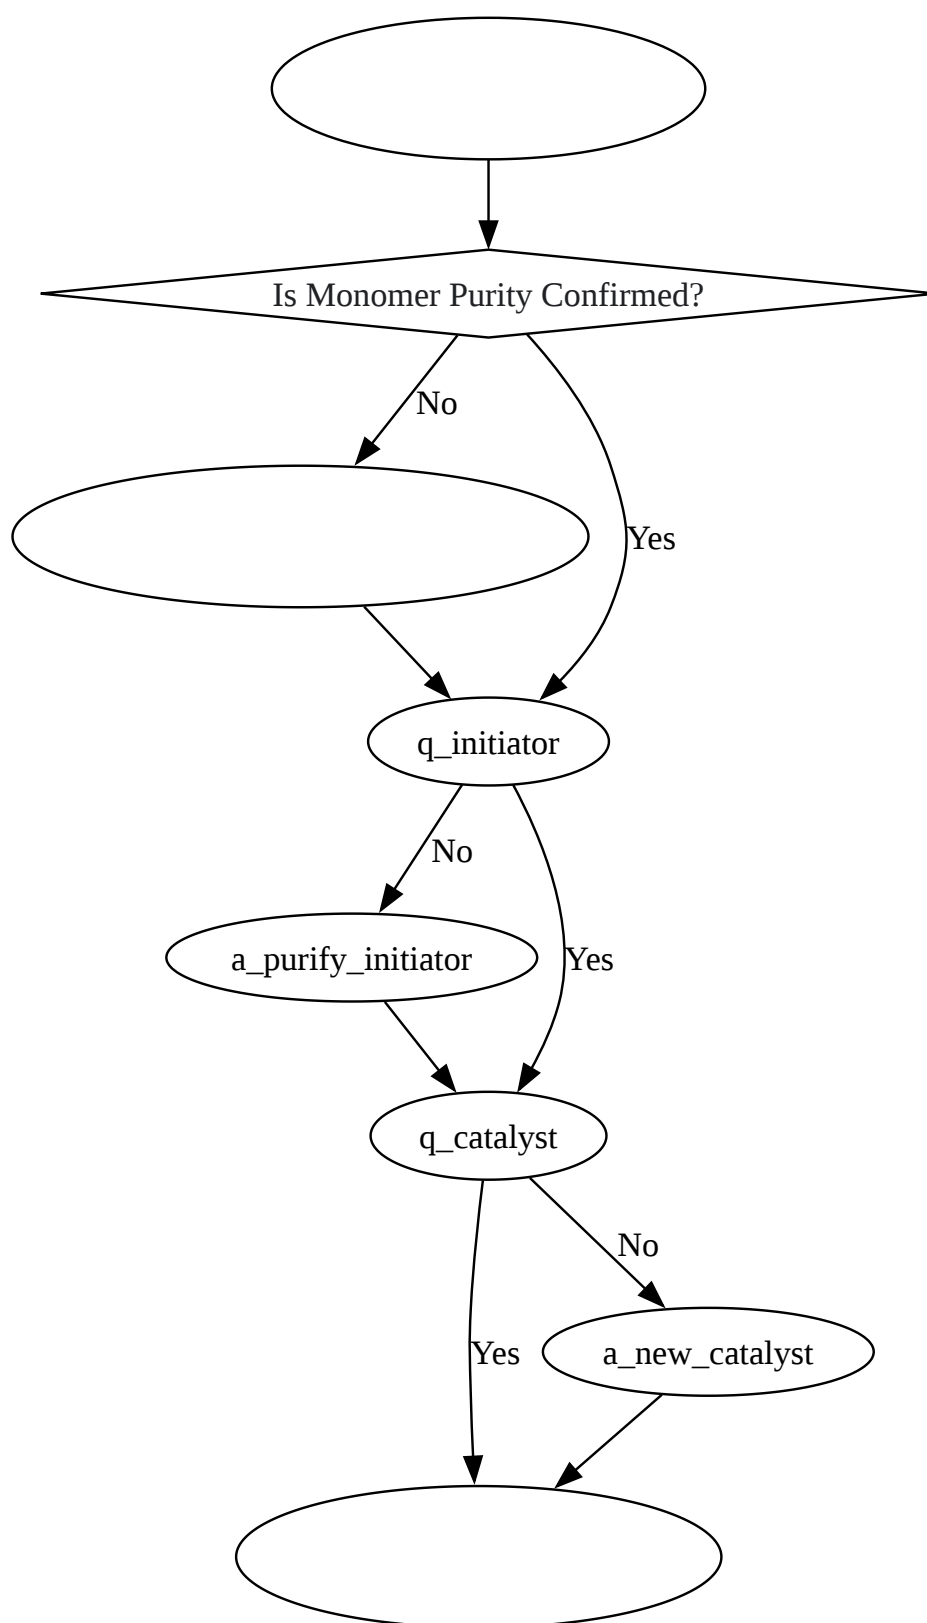 Is Monomer Purity Confirmed?
No
Yes
q_initiator
No
a_purify_initiator
Yes
q_catalyst
No
Yes
a_new_catalyst